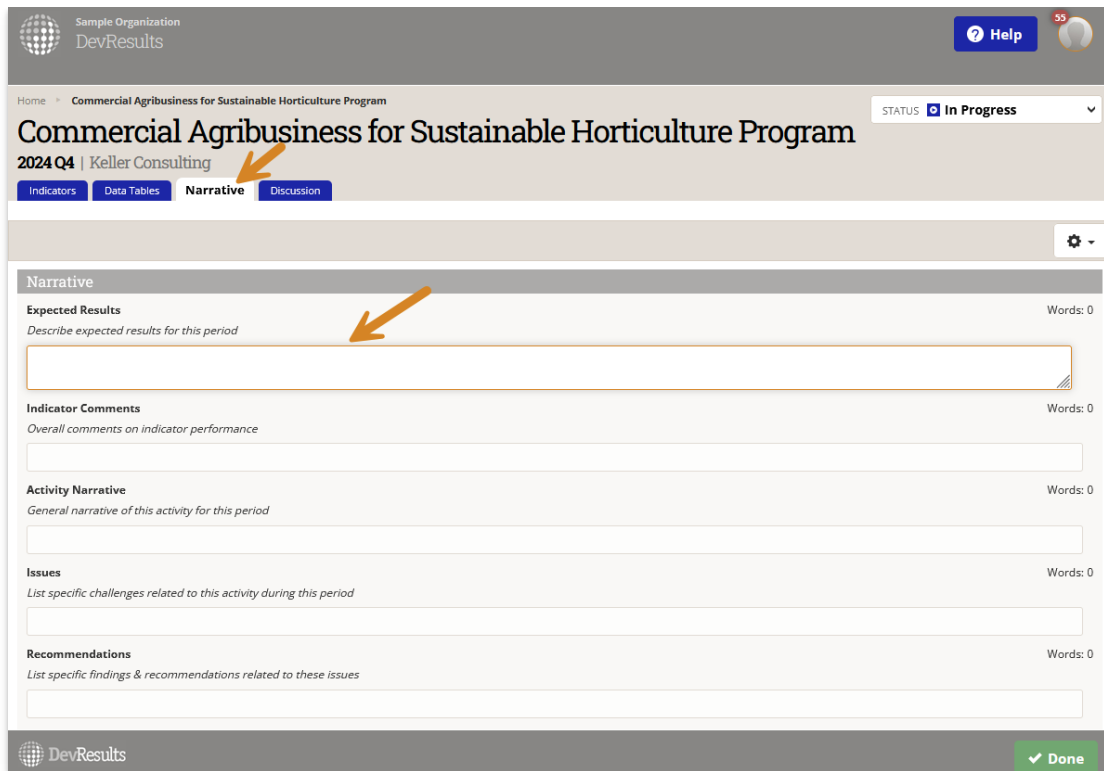 Sample Organization
DevResults
Help
55
Home Commercial Agribusiness for Sustainable Horticulture Program
STATUS In Progress
Commercial Agribusiness for Sustainable Horticulture Program
2024 Q4 | Keller Consulting
Indicators Data Tables Narrative Discussion
Narrative
Expected Results Words: 0
Describe expected results for this period
Indicator Comments Words: 0
Overall comments on indicator performance
Activity Narrative Words: 0
General narrative of this activity for this period
Issues Words: 0
List specific challenges related to this activity during this period
Recommendations Words: 0
List specific findings & recommendations related to these issues
DevResults
Done